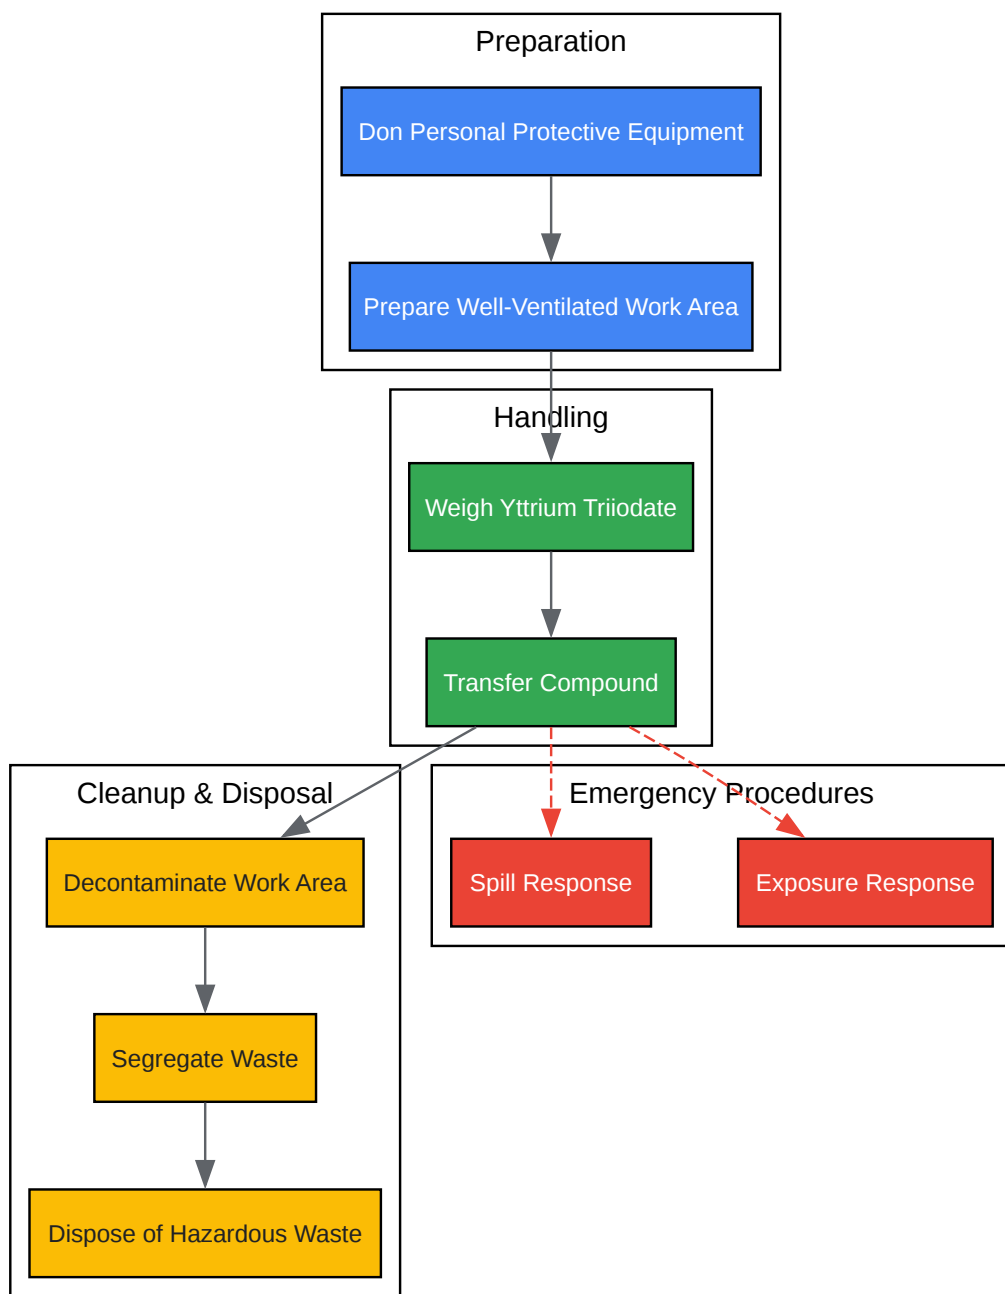 Preparation
Don Personal Protective Equipment
Prepare Well-Ventilated Work Area
Handling
Weigh Yttrium Triiodate
Transfer Compound
Cleanup & Disposal
Decontaminate Work Area
Segregate Waste
Dispose of Hazardous Waste
Emergency Procedures
Spill Response
Exposure Response